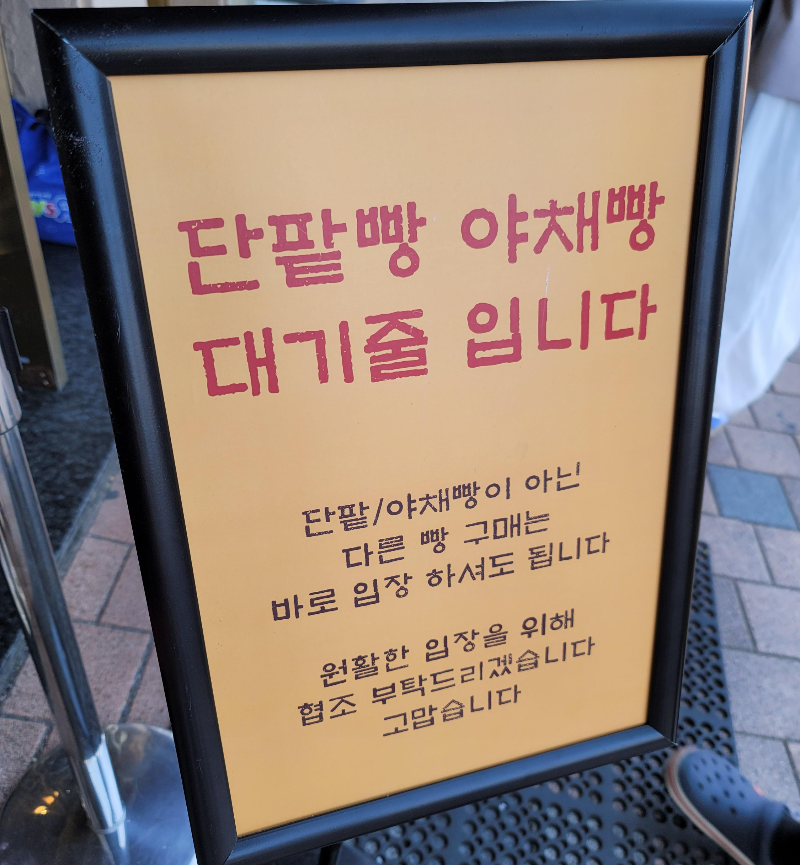 단팥빵 야채빵
대기줄 입니다
단팥/야채빵이 아닌
다른 빵 구매는
바로 입장 하셔도 됩니다
원활한 입장을 위해
협조 부탁드리겠습니다
고맙습니다